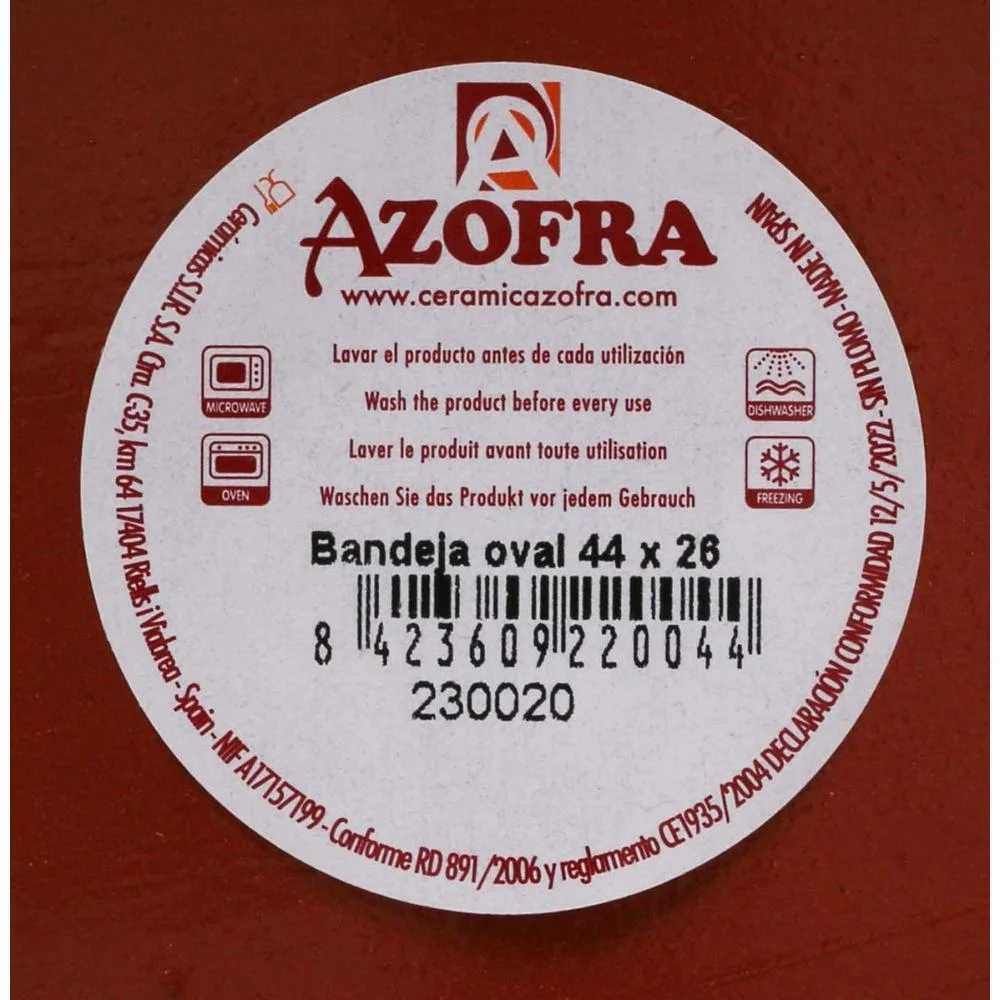 AZOFRA
www.ceramicazofra.com
Lavar el producto antes de cada utilización
Wash the product before every use
Laver le produit avant toute utilisation
Waschen Sie das Produkt vor jedem Gebrauch
MICROWAVE
OVEN
DISHWASHER
FREEZING
Bandeja oval 44 x 26
8 423609 220044
230020
Cerámicas S.I.R. S.A. Ctra. C-35, km 64 17404 Riells i Viabrea - Spain - NIF A17157199 - Conforme RD 891/2006 y reglamento CE1935/2004 DECLARACIÓN CONFORMIDAD 12/5/2022 - SIN PLOMO - MADE IN SPAIN